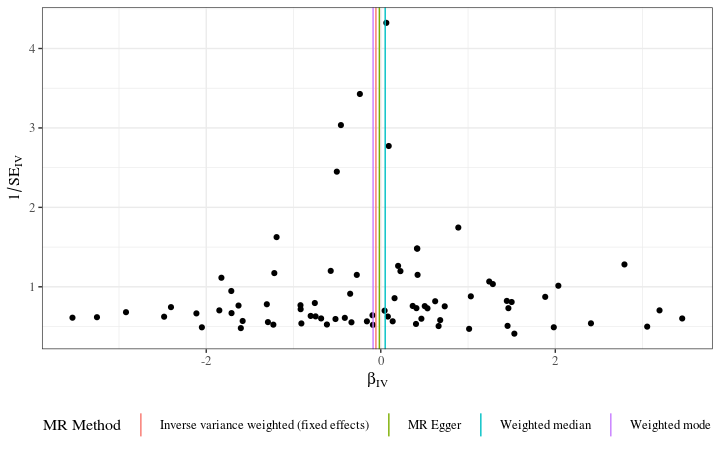 4
3
2
1
1/SE_IV
-2
0
2
β_IV
MR Method
Inverse variance weighted (fixed effects)
MR Egger
Weighted median
Weighted mode